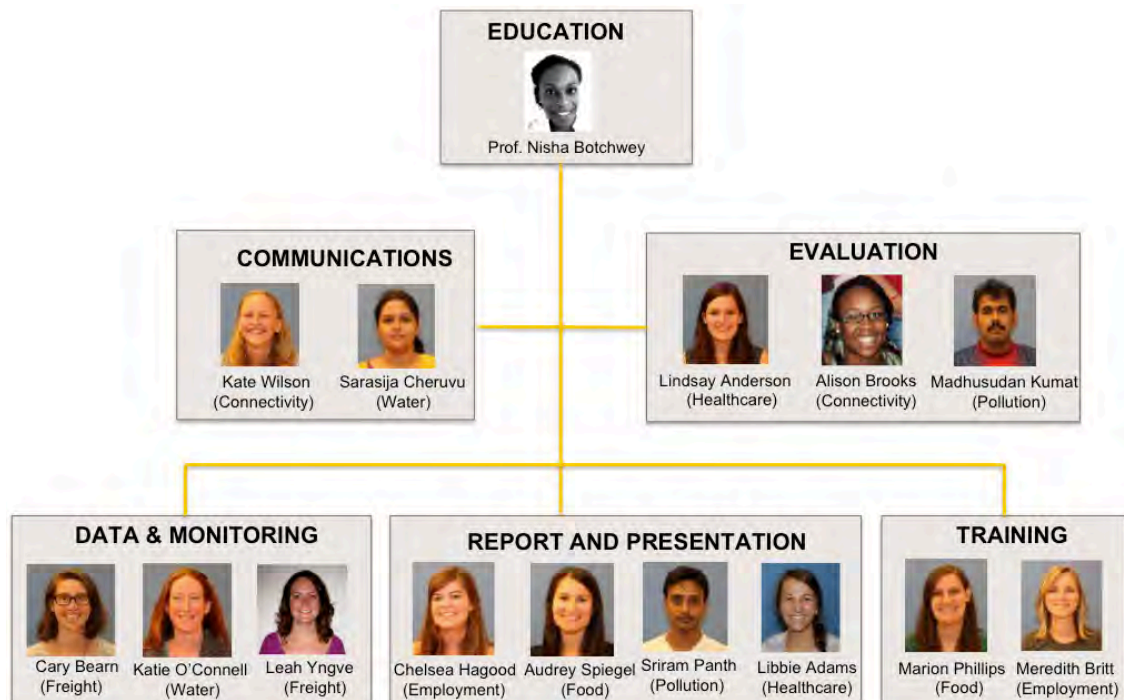 EDUCATION
Prof. Nisha Botchwey
COMMUNICATIONS
Kate Wilson
(Connectivity)
Sarasija Cheruvu
(Water)
EVALUATION
Lindsay Anderson
(Healthcare)
Alison Brooks
(Connectivity)
Madhusudan Kumat
(Pollution)
DATA & MONITORING
Cary Bearn
(Freight)
Katie O'Connell
(Water)
Leah Yngve
(Freight)
REPORT AND PRESENTATION
Chelsea Hagood
(Employment)
Audrey Spiegel
(Food)
Sriram Panth
(Pollution)
Libbie Adams
(Healthcare)
TRAINING
Marion Phillips
(Food)
Meredith Britt
(Employment)